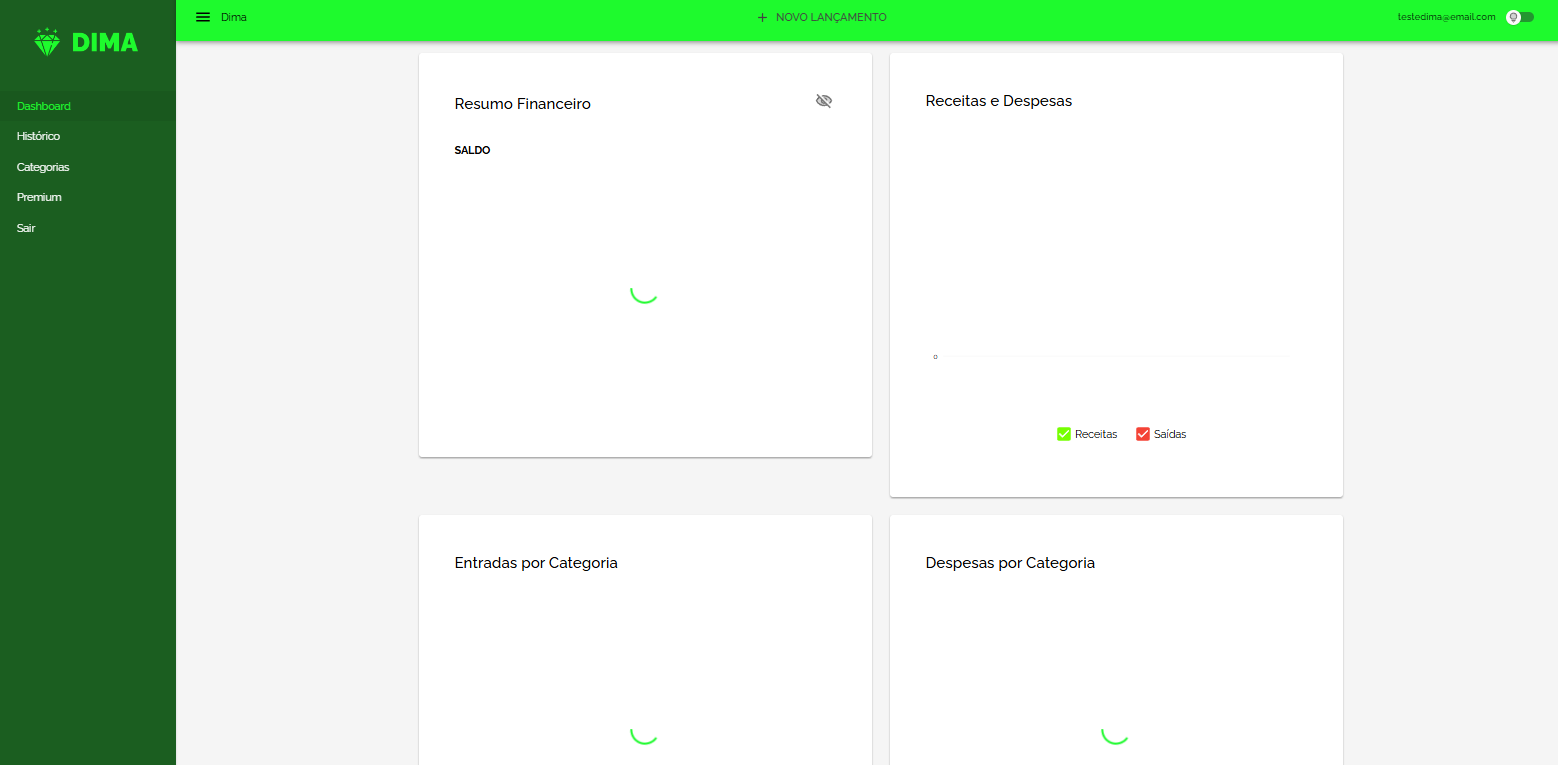 DIMA
Dashboard
Histórico
Categorias
Premium
Sair
Dima
NOVO LANÇAMENTO
testedima@email.com
Resumo Financeiro
SALDO
Receitas e Despesas
0
Receitas
Saídas
Entradas por Categoria
Despesas por Categoria